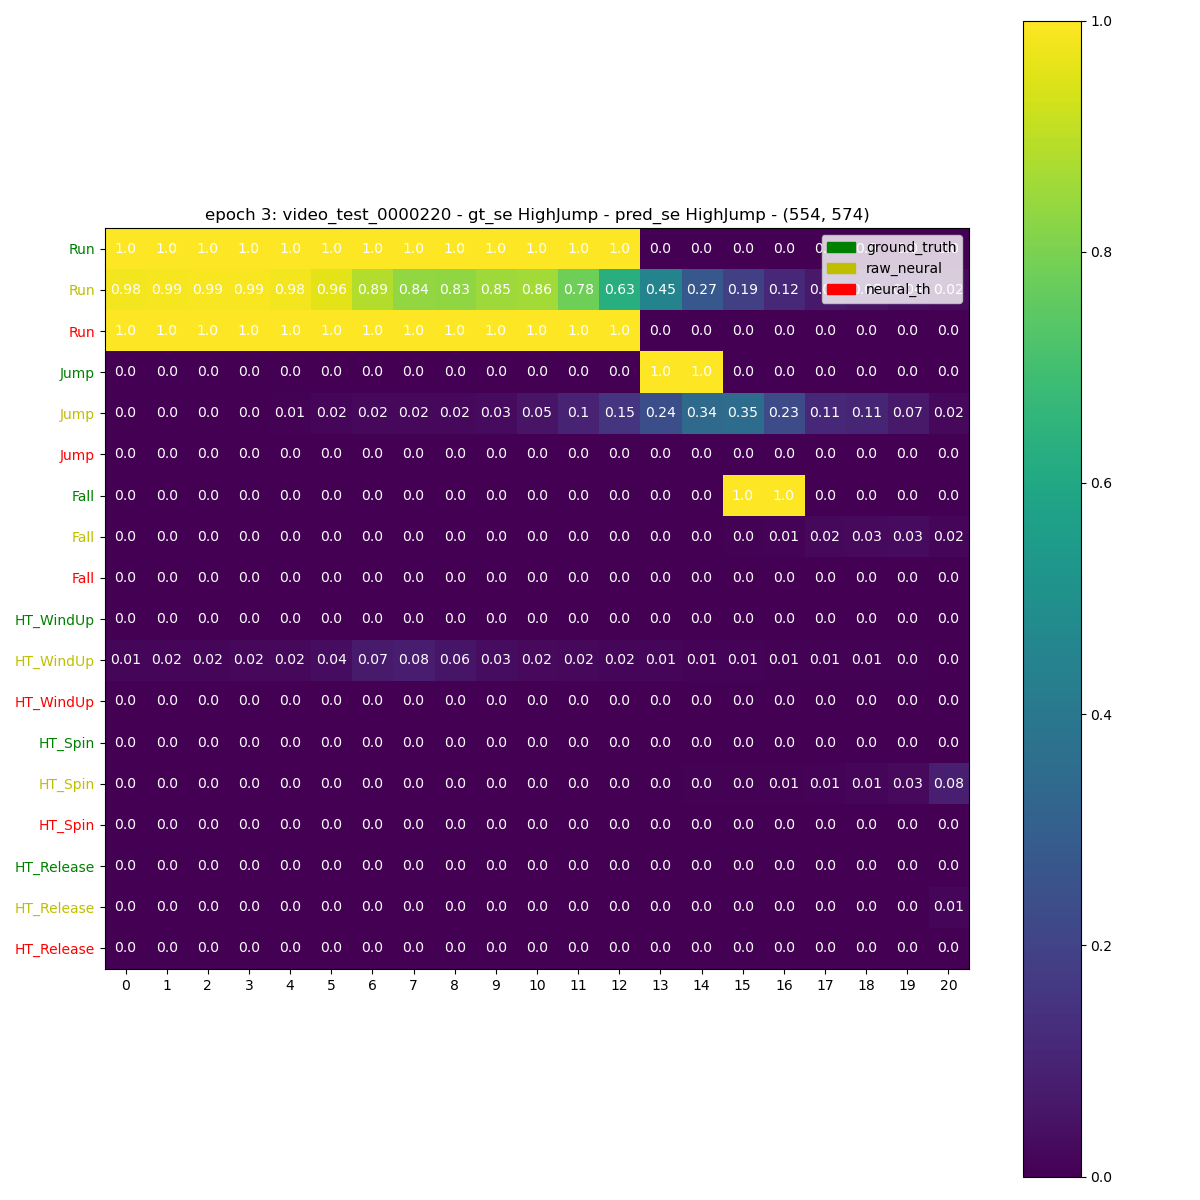 epoch 3: video_test_0000220 - gt_se HighJump - pred_se HighJump - (554, 574)
Run 1.0 1.0 1.0 1.0 1.0 1.0 1.0 1.0 1.0 1.0 1.0 1.0 1.0 0.0 0.0 0.0 0.0
ground_truth
Run 0.98 0.99 0.99 0.99 0.98 0.96 0.89 0.84 0.83 0.85 0.86 0.78 0.63 0.45 0.27 0.19 0.12
raw_neural
neural_th
Run 1.0 1.0 1.0 1.0 1.0 1.0 1.0 1.0 1.0 1.0 1.0 1.0 1.0 0.0 0.0 0.0 0.0 0.0 0.0 0.0 0.0
Jump 0.0 0.0 0.0 0.0 0.0 0.0 0.0 0.0 0.0 0.0 0.0 0.0 0.0 1.0 1.0 0.0 0.0 0.0 0.0 0.0 0.0
Jump 0.0 0.0 0.0 0.0 0.01 0.02 0.02 0.02 0.02 0.03 0.05 0.1 0.15 0.24 0.34 0.35 0.23 0.11 0.11 0.07 0.02
Jump 0.0 0.0 0.0 0.0 0.0 0.0 0.0 0.0 0.0 0.0 0.0 0.0 0.0 0.0 0.0 0.0 0.0 0.0 0.0 0.0 0.0
Fall 0.0 0.0 0.0 0.0 0.0 0.0 0.0 0.0 0.0 0.0 0.0 0.0 0.0 0.0 0.0 1.0 1.0 0.0 0.0 0.0 0.0
Fall 0.0 0.0 0.0 0.0 0.0 0.0 0.0 0.0 0.0 0.0 0.0 0.0 0.0 0.0 0.0 0.0 0.01 0.02 0.03 0.03 0.02
Fall 0.0 0.0 0.0 0.0 0.0 0.0 0.0 0.0 0.0 0.0 0.0 0.0 0.0 0.0 0.0 0.0 0.0 0.0 0.0 0.0 0.0
HT_WindUp 0.0 0.0 0.0 0.0 0.0 0.0 0.0 0.0 0.0 0.0 0.0 0.0 0.0 0.0 0.0 0.0 0.0 0.0 0.0 0.0 0.0
HT_WindUp 0.01 0.02 0.02 0.02 0.02 0.04 0.07 0.08 0.06 0.03 0.02 0.02 0.02 0.01 0.01 0.01 0.01 0.01 0.01 0.0 0.0
HT_WindUp 0.0 0.0 0.0 0.0 0.0 0.0 0.0 0.0 0.0 0.0 0.0 0.0 0.0 0.0 0.0 0.0 0.0 0.0 0.0 0.0 0.0
HT_Spin 0.0 0.0 0.0 0.0 0.0 0.0 0.0 0.0 0.0 0.0 0.0 0.0 0.0 0.0 0.0 0.0 0.0 0.0 0.0 0.0 0.0
HT_Spin 0.0 0.0 0.0 0.0 0.0 0.0 0.0 0.0 0.0 0.0 0.0 0.0 0.0 0.0 0.0 0.0 0.01 0.01 0.01 0.03 0.08
HT_Spin 0.0 0.0 0.0 0.0 0.0 0.0 0.0 0.0 0.0 0.0 0.0 0.0 0.0 0.0 0.0 0.0 0.0 0.0 0.0 0.0 0.0
HT_Release 0.0 0.0 0.0 0.0 0.0 0.0 0.0 0.0 0.0 0.0 0.0 0.0 0.0 0.0 0.0 0.0 0.0 0.0 0.0 0.0 0.0
HT_Release 0.0 0.0 0.0 0.0 0.0 0.0 0.0 0.0 0.0 0.0 0.0 0.0 0.0 0.0 0.0 0.0 0.0 0.0 0.0 0.0 0.01
HT_Release 0.0 0.0 0.0 0.0 0.0 0.0 0.0 0.0 0.0 0.0 0.0 0.0 0.0 0.0 0.0 0.0 0.0 0.0 0.0 0.0 0.0
0 1 2 3 4 5 6 7 8 9 10 11 12 13 14 15 16 17 18 19 20
1.0
0.8
0.6
0.4
0.2
0.0